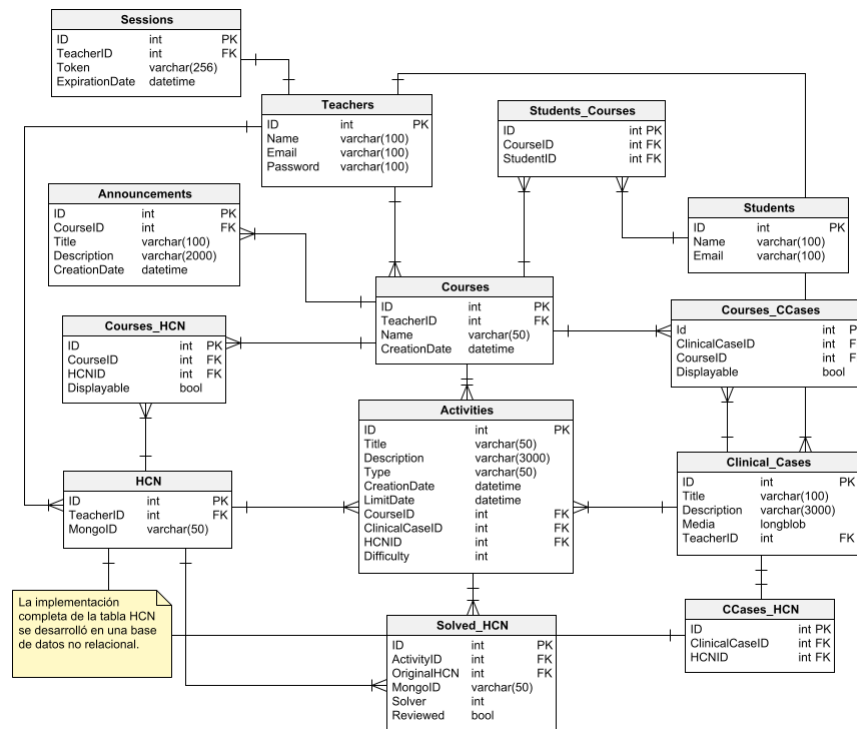 Sessions
ID int PK
TeacherID int FK
Token varchar(256)
ExpirationDate datetime
Teachers
ID int PK
Name varchar(100)
Email varchar(100)
Password varchar(100)
Students_Courses
ID int PK
CourseID int FK
StudentID int FK
Announcements
ID int PK
CourseID int FK
Title varchar(100)
Description varchar(2000)
CreationDate datetime
Students
ID int PK
Name varchar(100)
Email varchar(100)
Courses
ID int PK
TeacherID int FK
Name varchar(50)
CreationDate datetime
Courses_HCN
ID int PK
CourseID int FK
HCNID int FK
Displayable bool
Courses_CCases
Id int
ClinicalCaseID int
CourseID int
Displayable bool
Activities
ID int PK
Title varchar(50)
Description varchar(3000)
Type varchar(50)
CreationDate datetime
LimitDate datetime
CourseID int FK
ClinicalCaseID int FK
HCNID int FK
Difficulty int
HCN
ID int PK
TeacherID int FK
MongoID varchar(50)
Clinical_Cases
ID int PK
Title varchar(100)
Description varchar(3000)
Media longblob
TeacherID int FK
La implementación
completa de la tabla HCN
se desarrolló en una base
de datos no relacional.
Solved_HCN
ID int PK
ActivityID int FK
OriginalHCN int FK
MongoID varchar(50)
Solver int
Reviewed bool
CCases_HCN
ID int PK
ClinicalCaseID int FK
HCNID int FK